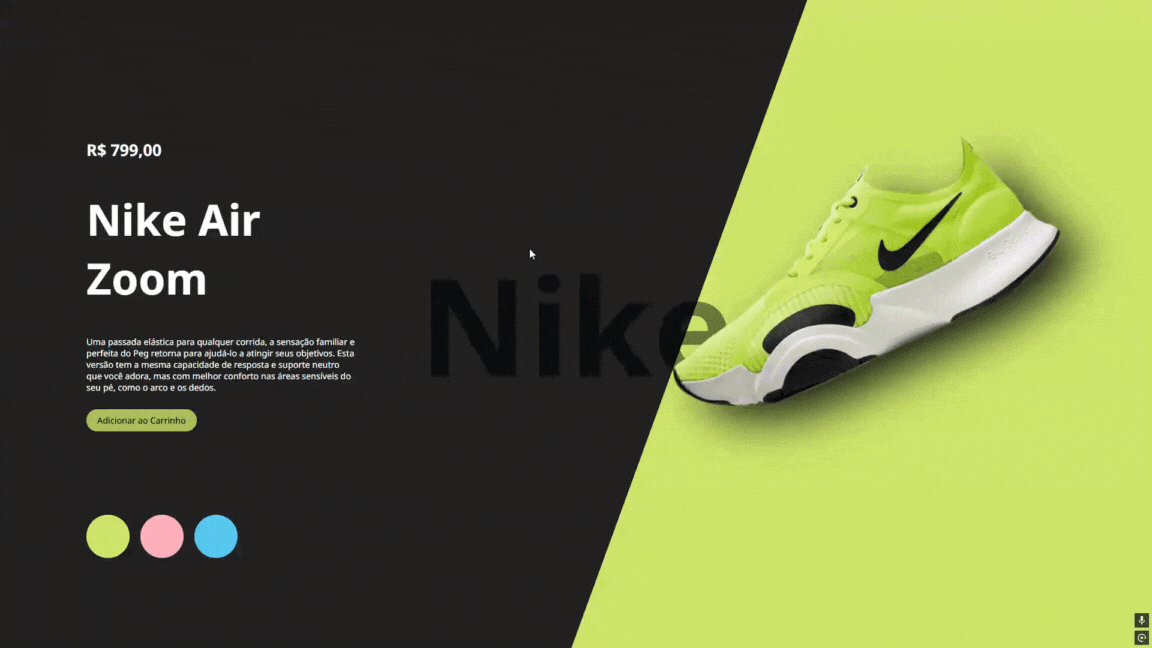 R$ 799,00
Nike Air
Zoom
Nike
Uma passada elástica para qualquer corrida, a sensação familiar e
perfeita do Peg retorna para ajudá-lo a atingir seus objetivos. Esta
versão tem a mesma capacidade de resposta e suporte neutro
que você adora, mas com melhor conforto nas áreas sensíveis do
seu pé, como o arco e os dedos.
Adicionar ao Carrinho